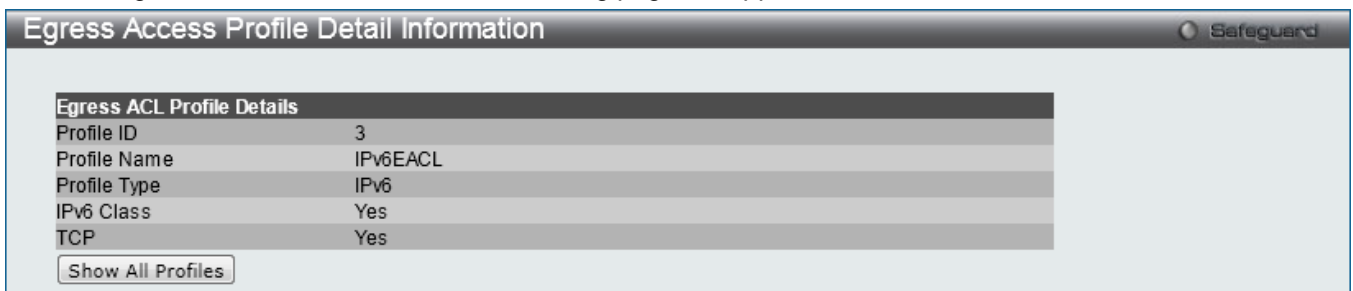 Egress Access Profile Detail Information
Safeguard
Egress ACL Profile Details
Profile ID 3
Profile Name IPv6EACL
Profile Type IPv6
IPv6 Class Yes
TCP Yes
Show All Profiles